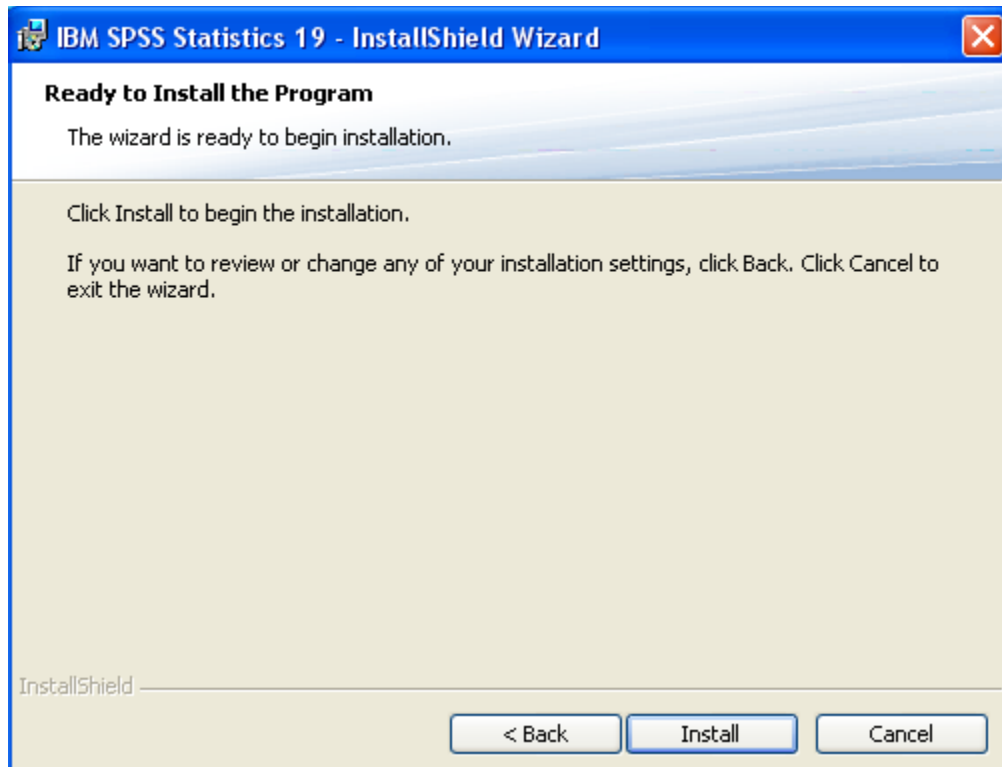 IBM SPSS Statistics 19 - InstallShield Wizard
Ready to Install the Program
The wizard is ready to begin installation.
Click Install to begin the installation.
If you want to review or change any of your installation settings, click Back. Click Cancel to
exit the wizard.
InstallShield
< Back Install Cancel